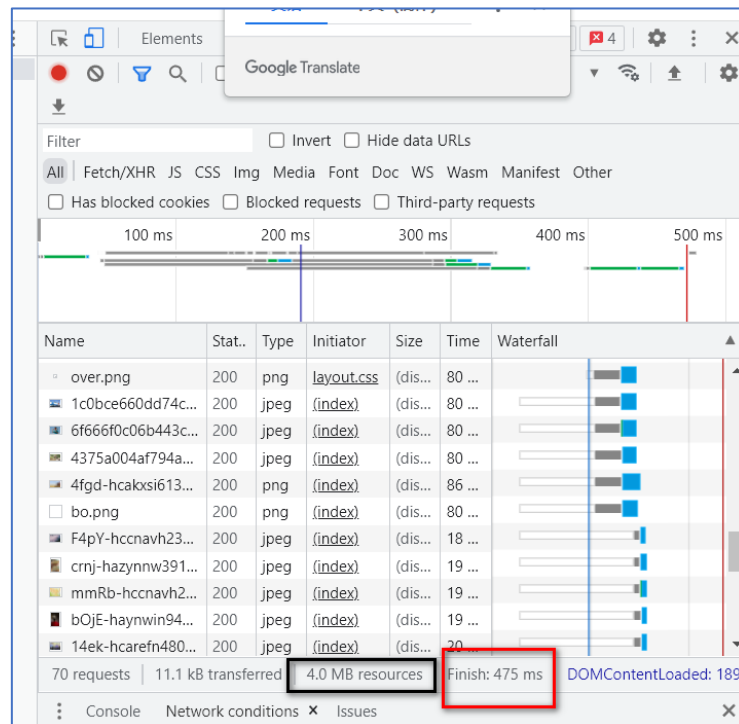 Elements
4
Google Translate
Filter
Invert
Hide data URLs
All Fetch/XHR JS CSS Img Media Font Doc WS Wasm Manifest Other
Has blocked cookies
Blocked requests
Third-party requests
100 ms 200 ms 300 ms 400 ms 500 ms
Name Stat.. Type Initiator Size Time Waterfall
over.png 200 png layout.css (dis... 80 ...
1c0bce660dd74c... 200 jpeg (index) (dis... 80 ...
6f666f0c06b443c... 200 jpeg (index) (dis... 80 ...
4375a004af794a... 200 jpeg (index) (dis... 80 ...
4fgd-hcakxsi613... 200 png (index) (dis... 86 ...
bo.png 200 png (index) (dis... 80 ...
F4pY-hccnavh23... 200 jpeg (index) (dis... 18 ...
crnj-hazynnw391... 200 jpeg (index) (dis... 19 ...
mmRb-hccnavh2... 200 jpeg (index) (dis... 19 ...
bOjE-haynwin94... 200 jpeg (index) (dis... 19 ...
14ek-hcarefn480... 200 jpeg (index) (dis... 20 ...
70 requests 11.1 kB transferred 4.0 MB resources Finish: 475 ms DOMContentLoaded: 189
Console Network conditions Issues